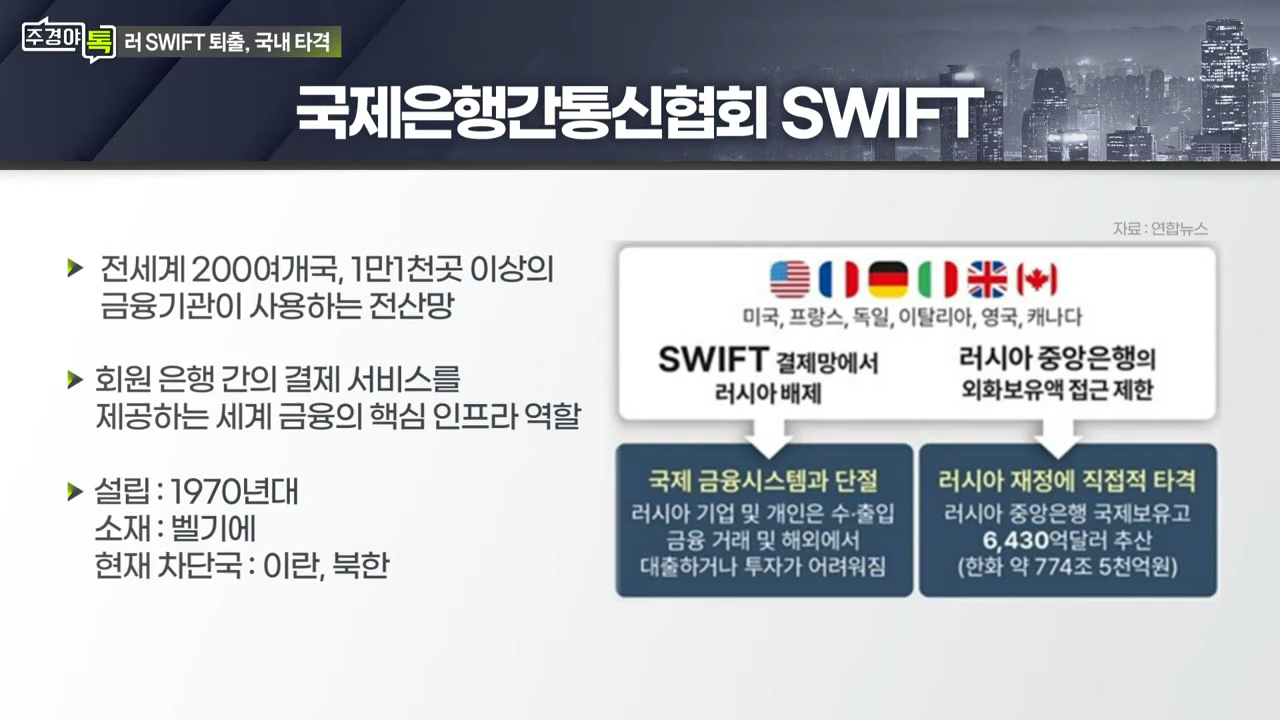 주경야톡
러 SWIFT 퇴출, 국내 타격
국제은행간통신협회 SWIFT
전세계 200여개국, 1만1천곳 이상의
금융기관이 사용하는 전산망
회원 은행 간의 결제 서비스를
제공하는 세계 금융의 핵심 인프라 역할
설립 : 1970년대
소재 : 벨기에
현재 차단국 : 이란, 북한
자료 : 연합뉴스
미국, 프랑스, 독일, 이탈리아, 영국, 캐나다
SWIFT 결제망에서
러시아 배제
러시아 중앙은행의
외화보유액 접근 제한
국제 금융시스템과 단절
러시아 기업 및 개인은 수·출입
금융 거래 및 해외에서
대출하거나 투자가 어려워짐
러시아 재정에 직접적 타격
러시아 중앙은행 국제보유고
6,430억달러 추산
(한화 약 774조 5천억원)